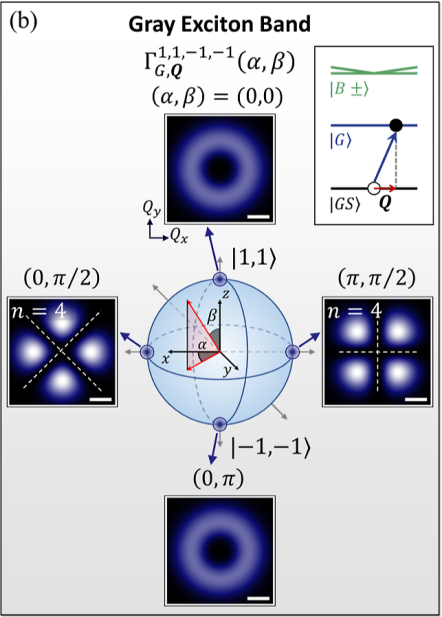 (b)
Gray Exciton Band
Γ_{G,Q}^{1,1,-1,-1}(α,β)
(α,β) = (0,0)
|B ±⟩
|G⟩
|GS⟩ Q
Q_y
Q_x
|1,1⟩
(0,π/2)
n = 4
z
β
α
x
y
(π,π/2)
n = 4
|−1,−1⟩
(0,π)